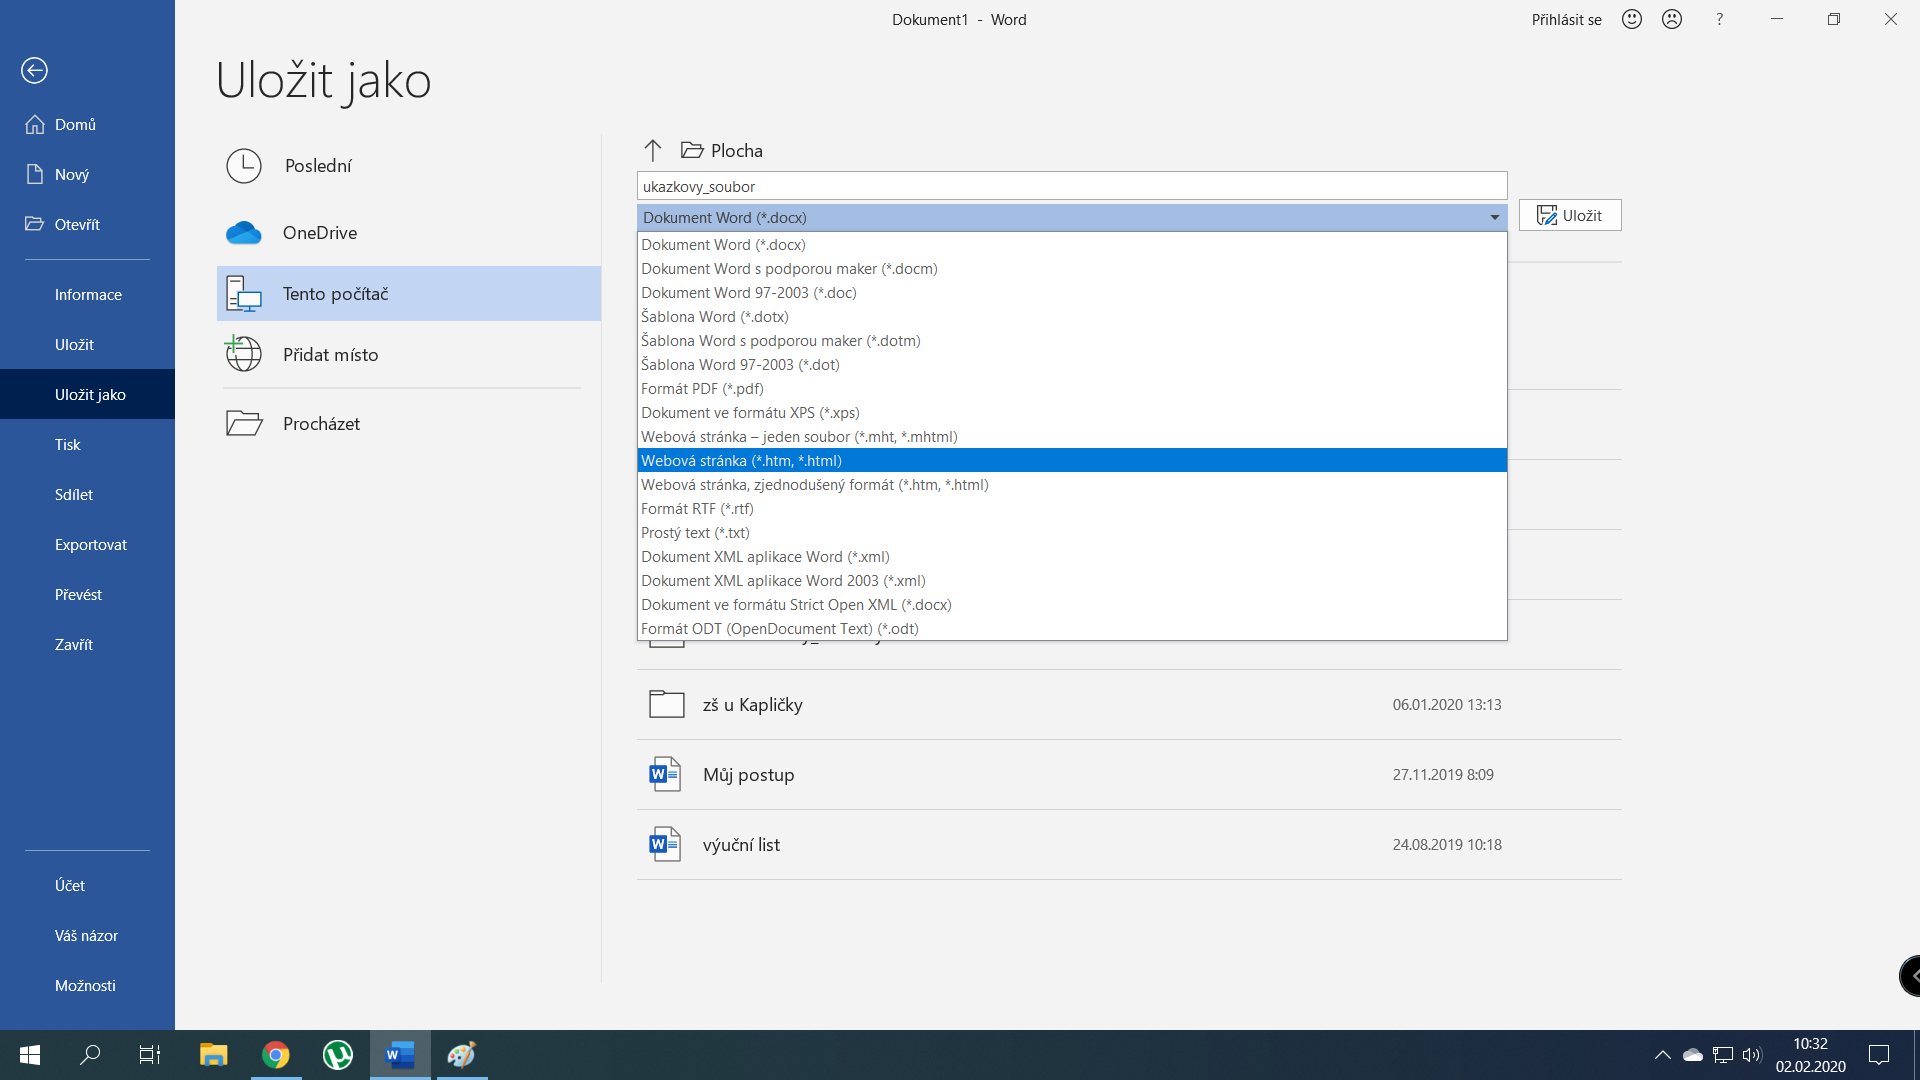 Dokument1 - Word
Přihlásit se
?
Uložit jako
Domů
Nový
Otevřít
Informace
Uložit
Uložit jako
Tisk
Sdílet
Exportovat
Převést
Zavřít
Účet
Váš názor
Možnosti
Poslední
OneDrive
Tento počítač
Přidat místo
Procházet
Plocha
ukazkovy_soubor
Dokument Word (*.docx)
Uložit
Dokument Word (*.docx)
Dokument Word s podporou maker (*.docm)
Dokument Word 97-2003 (*.doc)
Šablona Word (*.dotx)
Šablona Word s podporou maker (*.dotm)
Šablona Word 97-2003 (*.dot)
Formát PDF (*.pdf)
Dokument ve formátu XPS (*.xps)
Webová stránka – jeden soubor (*.mht, *.mhtml)
Webová stránka (*.htm, *.html)
Webová stránka, zjednodušený formát (*.htm, *.html)
Formát RTF (*.rtf)
Prostý text (*.txt)
Dokument XML aplikace Word (*.xml)
Dokument XML aplikace Word 2003 (*.xml)
Dokument ve formátu Strict Open XML (*.docx)
Formát ODT (OpenDocument Text) (*.odt)
zš u Kapličky 06.01.2020 13:13
Můj postup 27.11.2019 8:09
výuční list 24.08.2019 10:18
10:32
02.02.2020